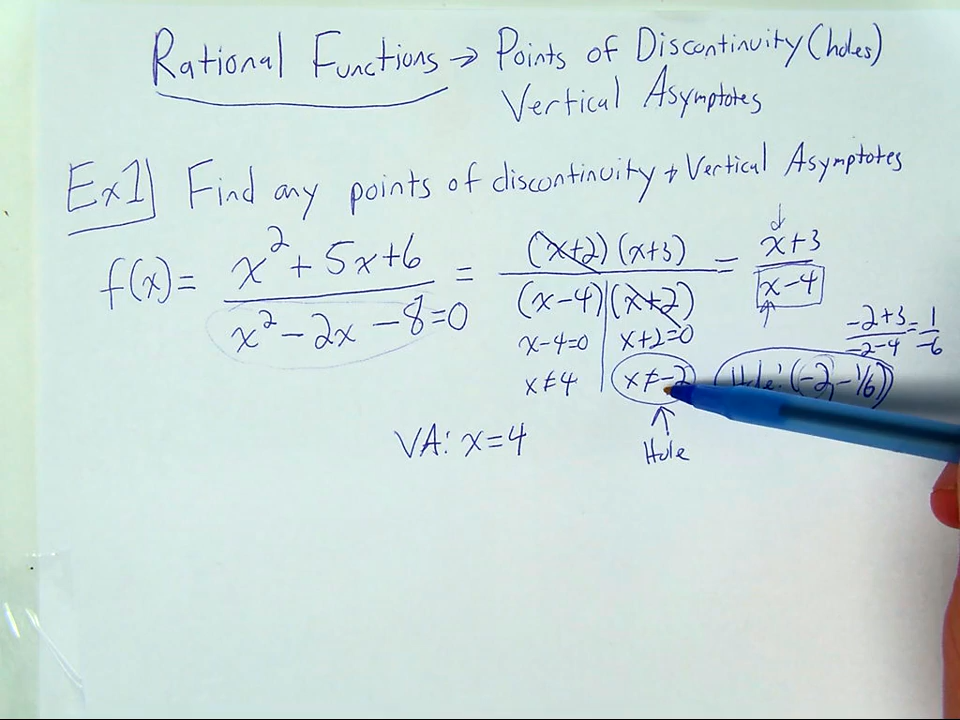 Rational Functions → Points of Discontinuity (holes)
Vertical Asymptotes
Ex1) Find any points of discontinuity + Vertical Asymptotes
f(x) = (x² + 5x + 6)/(x² - 2x - 8 = 0) = ((x+2)(x+3))/((x-4)(x+2)) = (x+3)/(x-4)
x-4=0 x+2=0 (-2+3)/(-2-4) = 1/-6
x≠4 x≠-2 Hole: (-2, -1/6)
VA: x=4 ↑
Hole